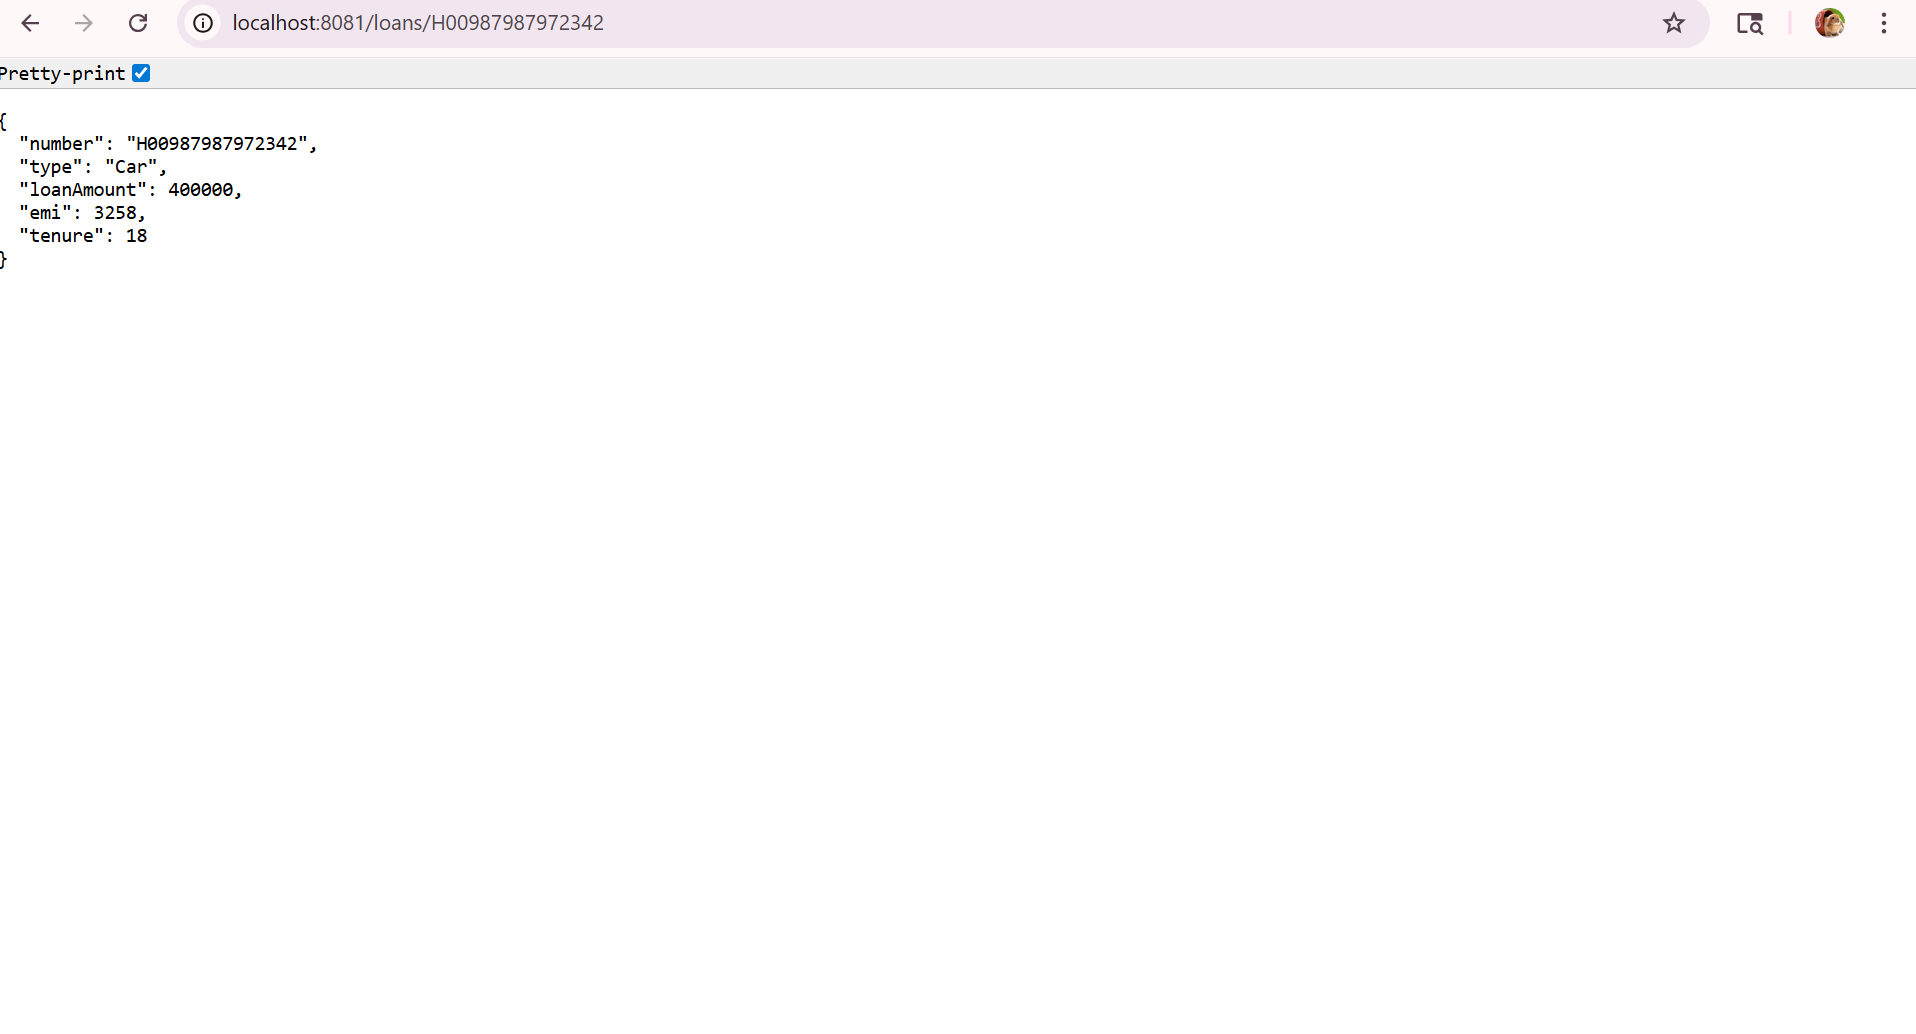 localhost:8081/loans/H00987987972342
Pretty-print
{
"number": "H00987987972342",
"type": "Car",
"loanAmount": 400000,
"emi": 3258,
"tenure": 18
}